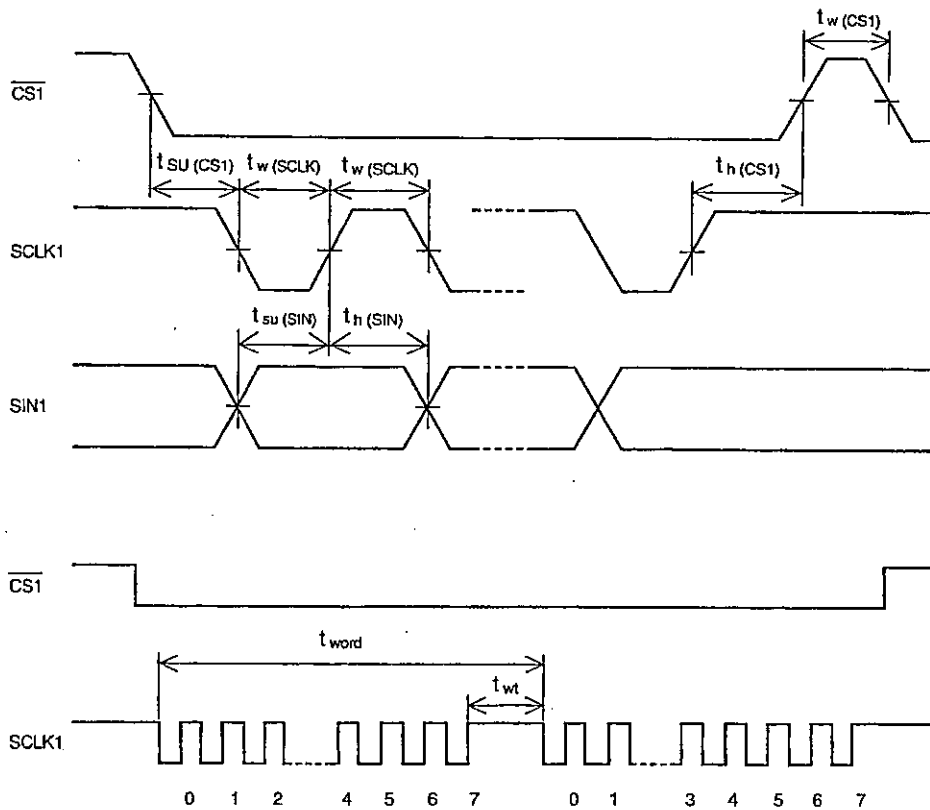 t w (CS1)
CS1
t SU (CS1) t w (SCLK) t w (SCLK) t h (CS1)
SCLK1
t su (SIN) t h (SIN)
SIN1
CS1
t word
t wt
SCLK1
0 1 2 4 5 6 7 0 1 3 4 5 6 7